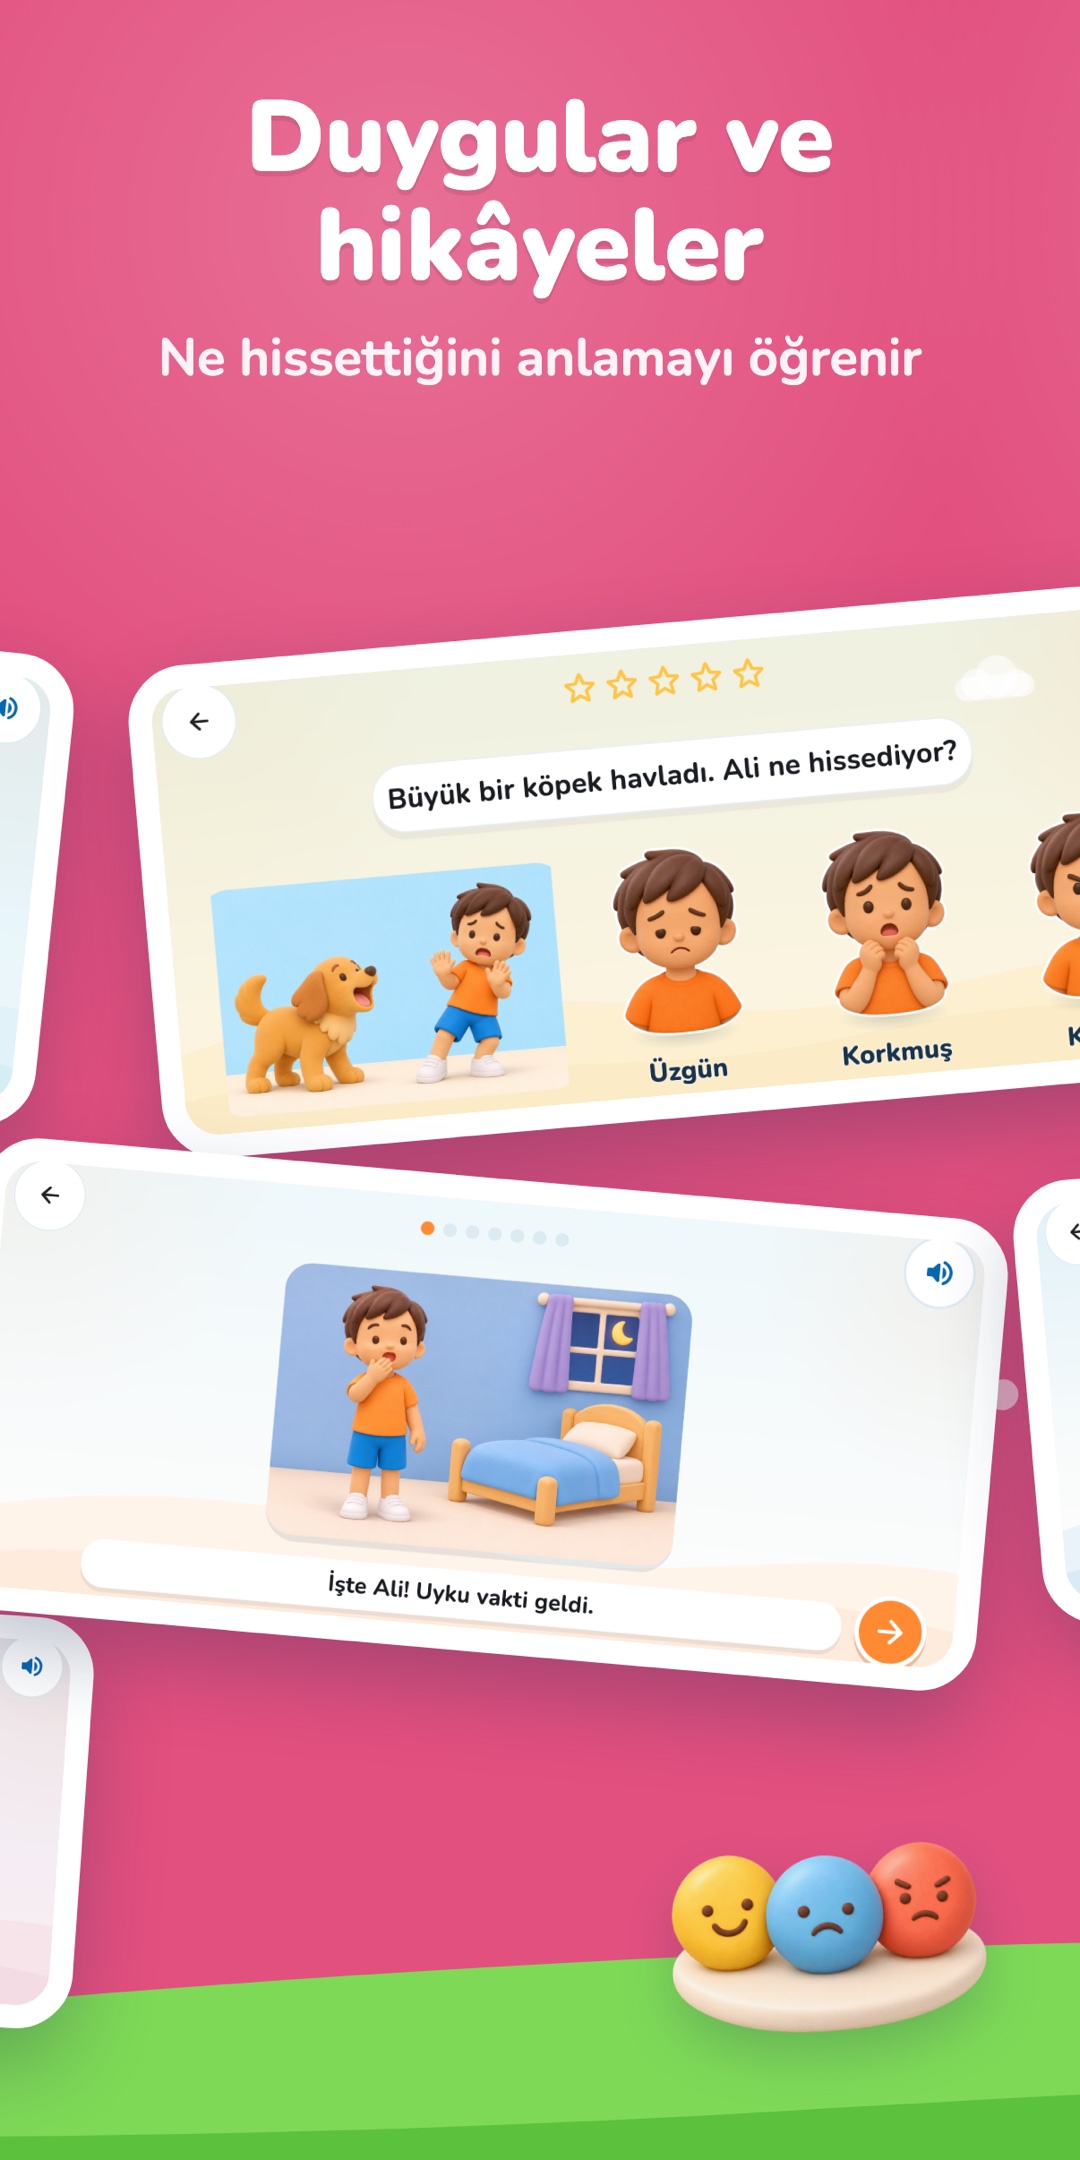 Duygular ve
hikâyeler
Ne hissettiğini anlamayı öğrenir
Büyük bir köpek havladı. Ali ne hissediyor?
Üzgün
Korkmuş
İşte Ali! Uyku vakti geldi.